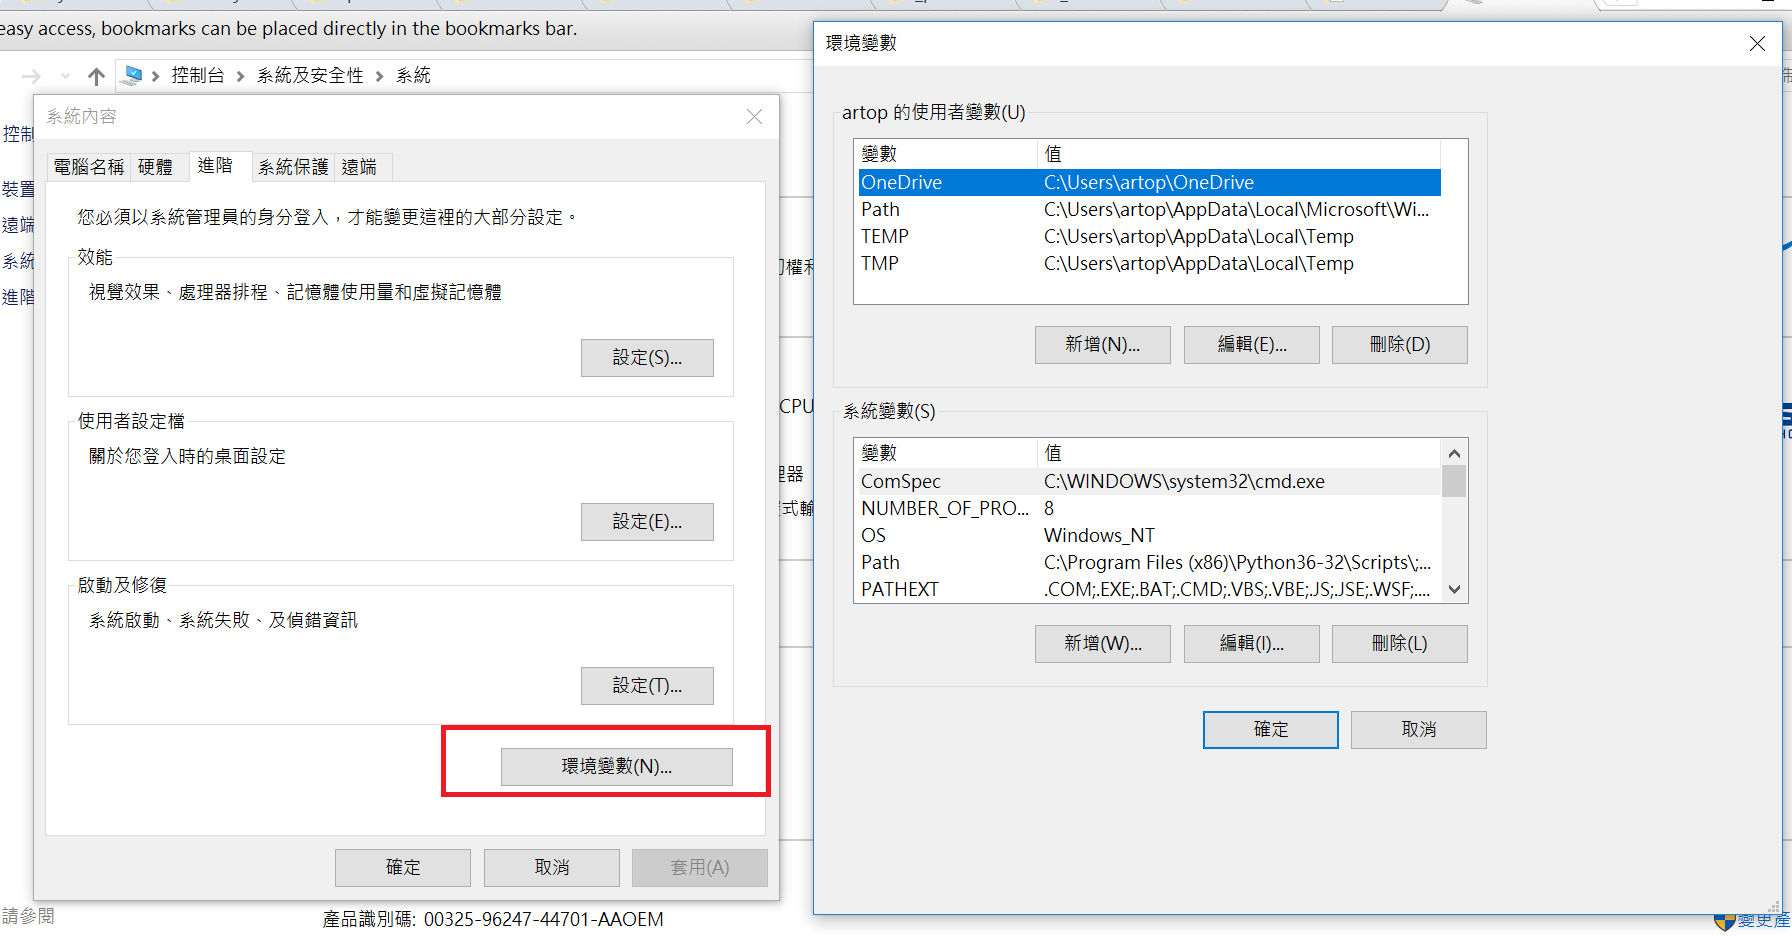 easy access, bookmarks can be placed directly in the bookmarks bar.
控制台 系統及安全性 系統
控制
裝置
遠端
系統
進階
系統內容
電腦名稱 硬體 進階 系統保護 遠端
您必須以系統管理員的身分登入，才能變更這裡的大部分設定。
效能
視覺效果、處理器排程、記憶體使用量和虛擬記憶體
設定(S)...
使用者設定檔
關於您登入時的桌面設定
設定(E)...
啟動及修復
系統啟動、系統失敗、及偵錯資訊
設定(T)...
環境變數(N)...
確定 取消 套用(A)
權利
CPU
理器
式輸
請參閱
產品識別碼: 00325-96247-44701-AAOEM
環境變數
artop 的使用者變數(U)
變數 值
OneDrive C:\Users\artop\OneDrive
Path C:\Users\artop\AppData\Local\Microsoft\Wi...
TEMP C:\Users\artop\AppData\Local\Temp
TMP C:\Users\artop\AppData\Local\Temp
新增(N)... 編輯(E)... 刪除(D)
系統變數(S)
變數 值
ComSpec C:\WINDOWS\system32\cmd.exe
NUMBER_OF_PRO... 8
OS Windows_NT
Path C:\Program Files (x86)\Python36-32\Scripts\;...
PATHEXT .COM;.EXE;.BAT;.CMD;.VBS;.VBE;.JS;.JSE;.WSF;....
新增(W)... 編輯(I)... 刪除(L)
確定 取消
變更產